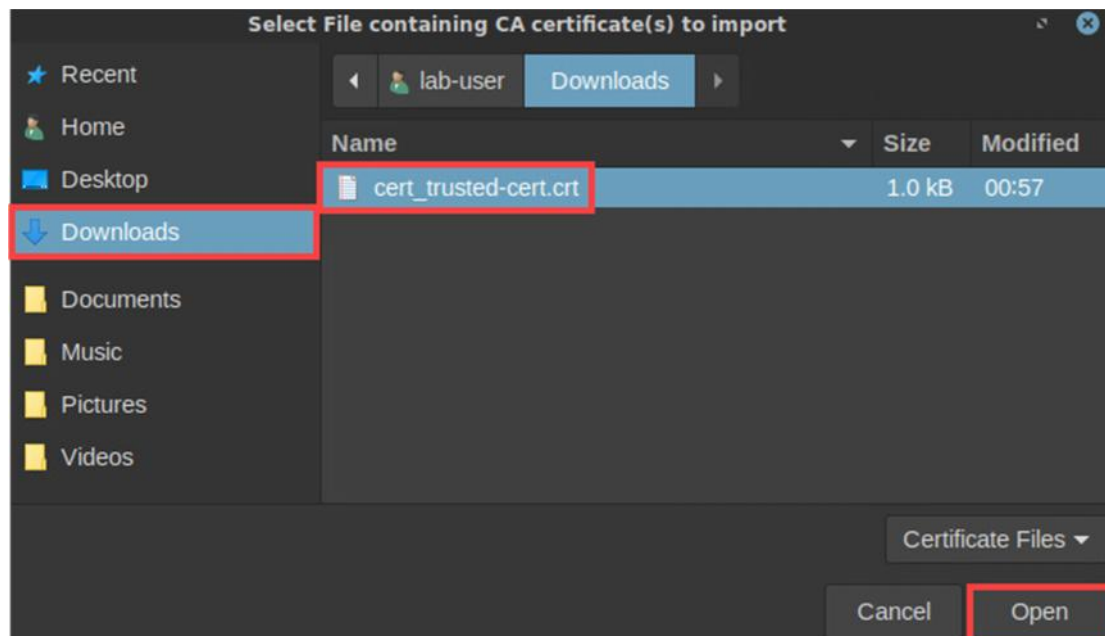 Select File containing CA certificate(s) to import
Recent
Home
Desktop
Downloads
Documents
Music
Pictures
Videos
lab-user Downloads
Name Size Modified
cert_trusted-cert.crt 1.0 kB 00:57
Certificate Files
Cancel Open